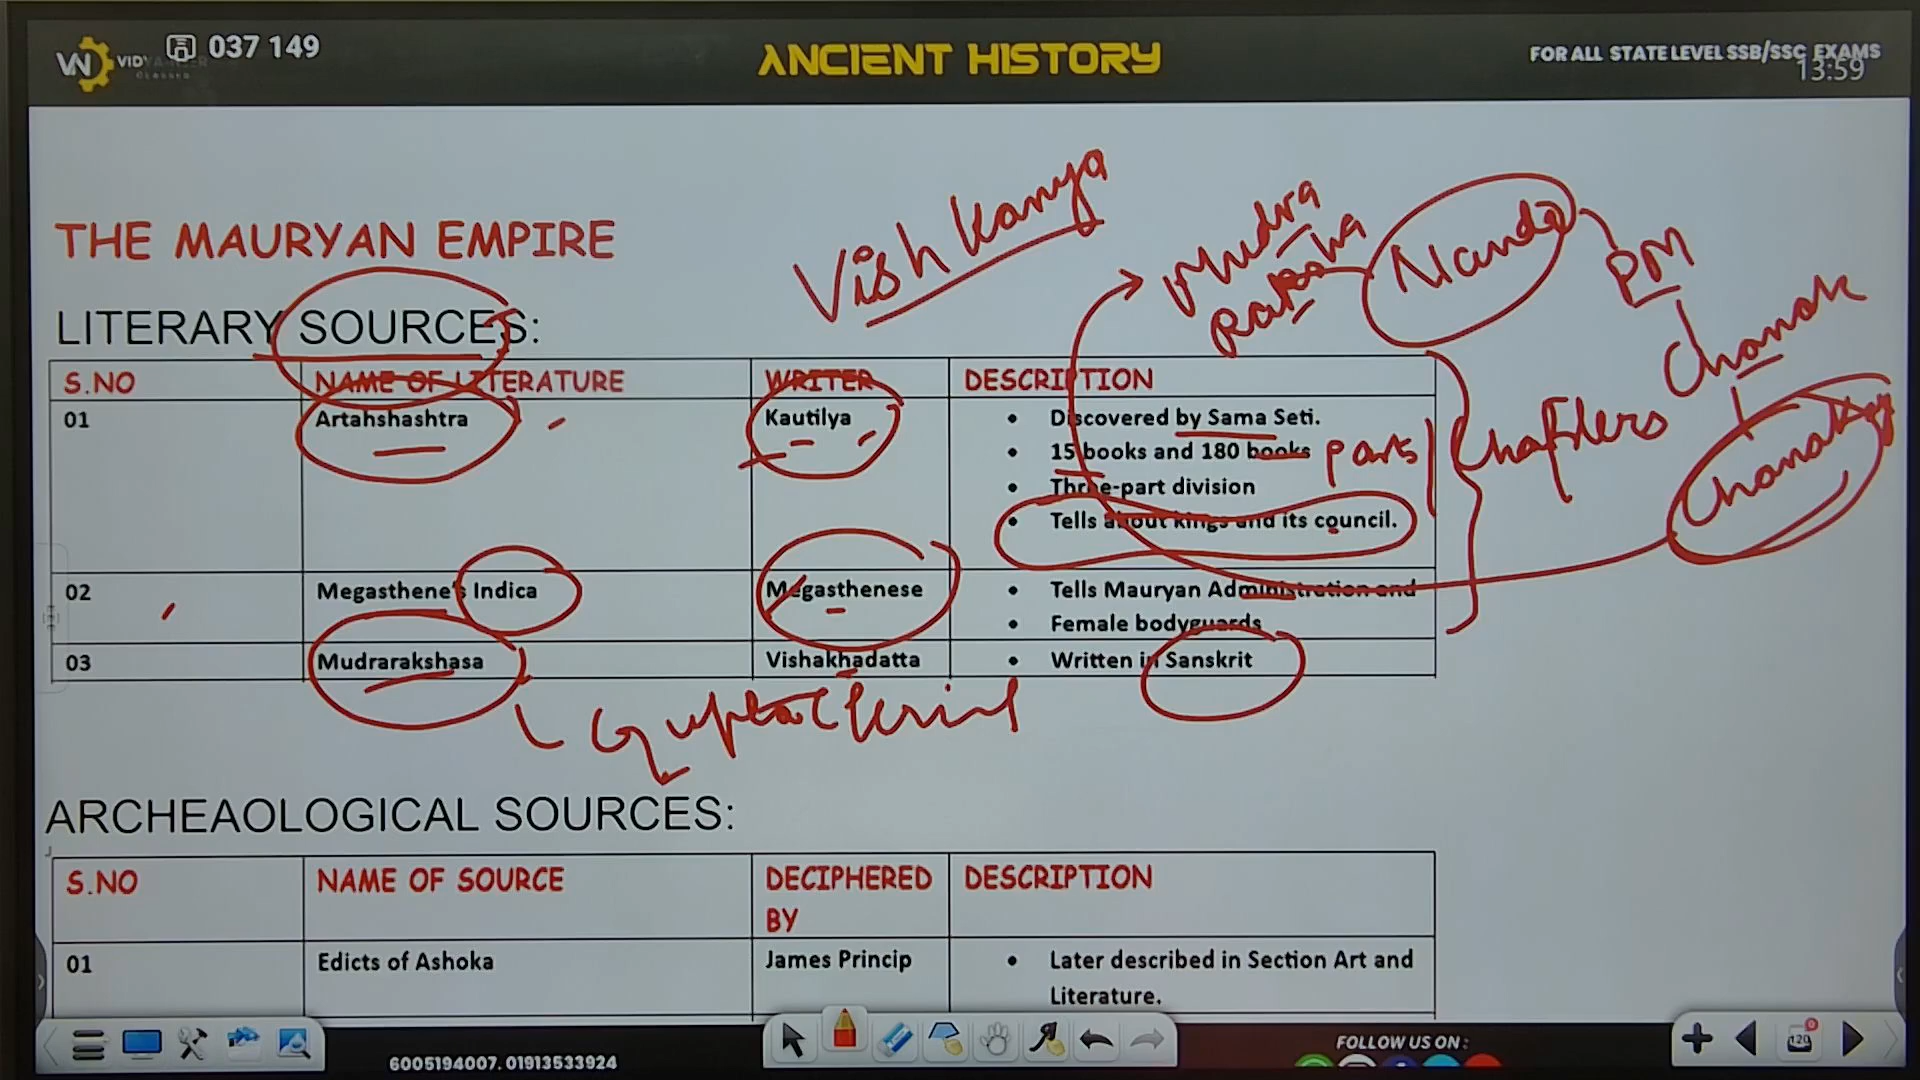 VN VIDYA
Classes
037 149
ANCIENT HISTORY
FOR ALL STATE LEVEL SSB/SSC EXAMS
13:59
THE MAURYAN EMPIRE
Vish Kanya
Mudra
Raksha
Nanda
PM
Chanak
Chanakya
LITERARY SOURCES:
S.NO NAME OF LITERATURE WRITER DESCRIPTION
01 Artahshashtra Kautilya • Discovered by Sama Seti.
• 15 books and 180 books parts Chapters
• Three-part division
• Tells about kings and its council.
02 Megasthene's Indica Megasthenese • Tells Mauryan Administration and
• Female bodyguards
03 Mudrarakshasa Vishakhadatta • Written in Sanskrit
Gupta
ARCHEAOLOGICAL SOURCES:
S.NO NAME OF SOURCE DECIPHERED BY DESCRIPTION
01 Edicts of Ashoka James Princip • Later described in Section Art and
Literature.
6005194007, 01913533924
FOLLOW US ON :
120